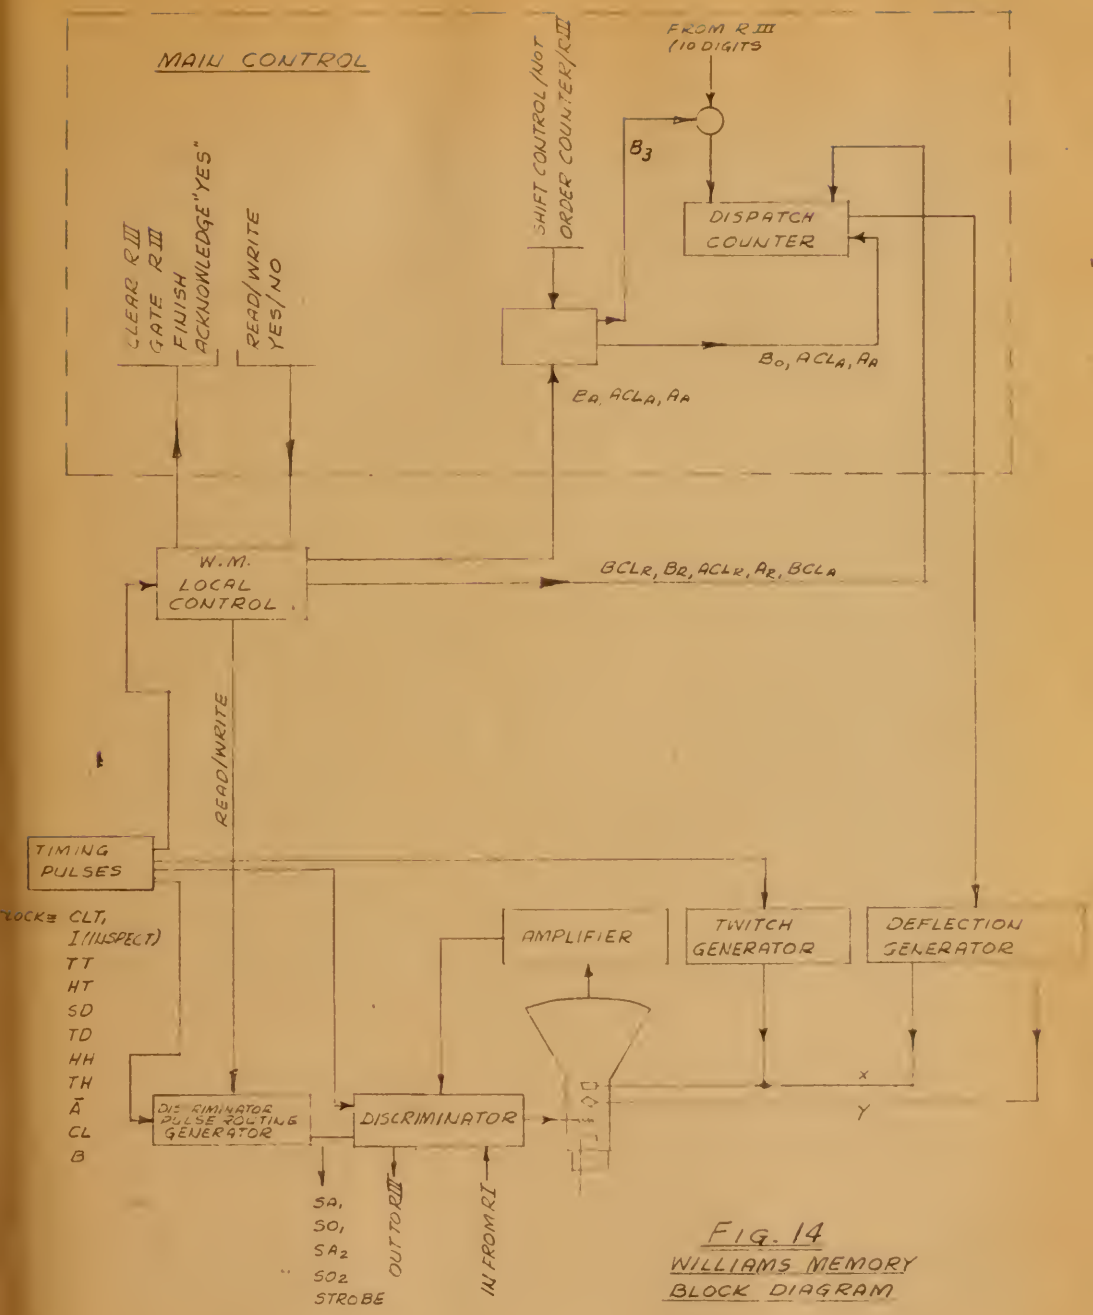 MAIN CONTROL
FROM R III
(10 DIGITS
SHIFT CONTROL/NOT
ORDER COUNTER/RIII
B3
DISPATCH
COUNTER
CLEAR R III
GATE R III
FINISH
ACKNOWLEDGE "YES"
READ/WRITE
YES/NO
B0, ACLA, AA
BA, ACLA, AA
W.M.
LOCAL
CONTROL
BCLR, BR, ACLR, AR, BCLA
READ/WRITE
TIMING
PULSES
CLOCK ≡ CLT,
I (INSPECT)
TT
HT
SD
TD
HH
TH
Ā
CL
B
AMPLIFIER
TWITCH
GENERATOR
DEFLECTION
GENERATOR
X
Y
DISCRIMINATOR
PULSE ROUTING
GENERATOR
DISCRIMINATOR
SA1
SO1
SA2
SO2
STROBE
OUT TO RIII
IN FROM RI
FIG. 14
WILLIAMS MEMORY
BLOCK DIAGRAM